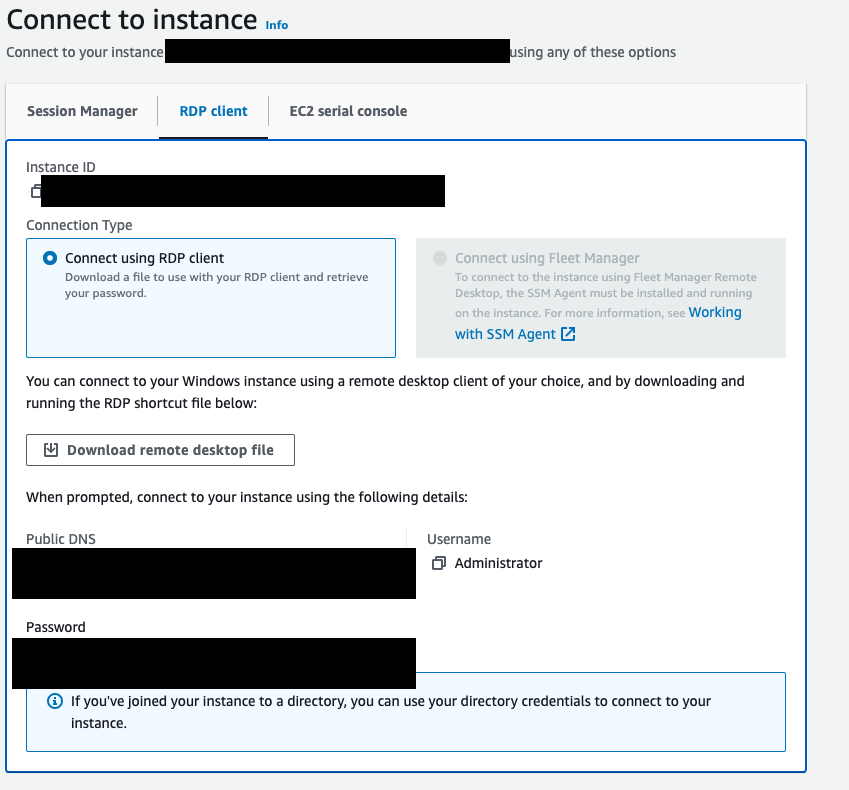 Connect to instance Info
Connect to your instance using any of these options
Session Manager RDP client EC2 serial console
Instance ID
Connection Type
Connect using RDP client
Download a file to use with your RDP client and retrieve
your password.
Connect using Fleet Manager
To connect to the instance using Fleet Manager Remote
Desktop, the SSM Agent must be installed and running
on the instance. For more information, see Working
with SSM Agent
You can connect to your Windows instance using a remote desktop client of your choice, and by downloading and
running the RDP shortcut file below:
Download remote desktop file
When prompted, connect to your instance using the following details:
Public DNS
Username
Administrator
Password
If you've joined your instance to a directory, you can use your directory credentials to connect to your
instance.